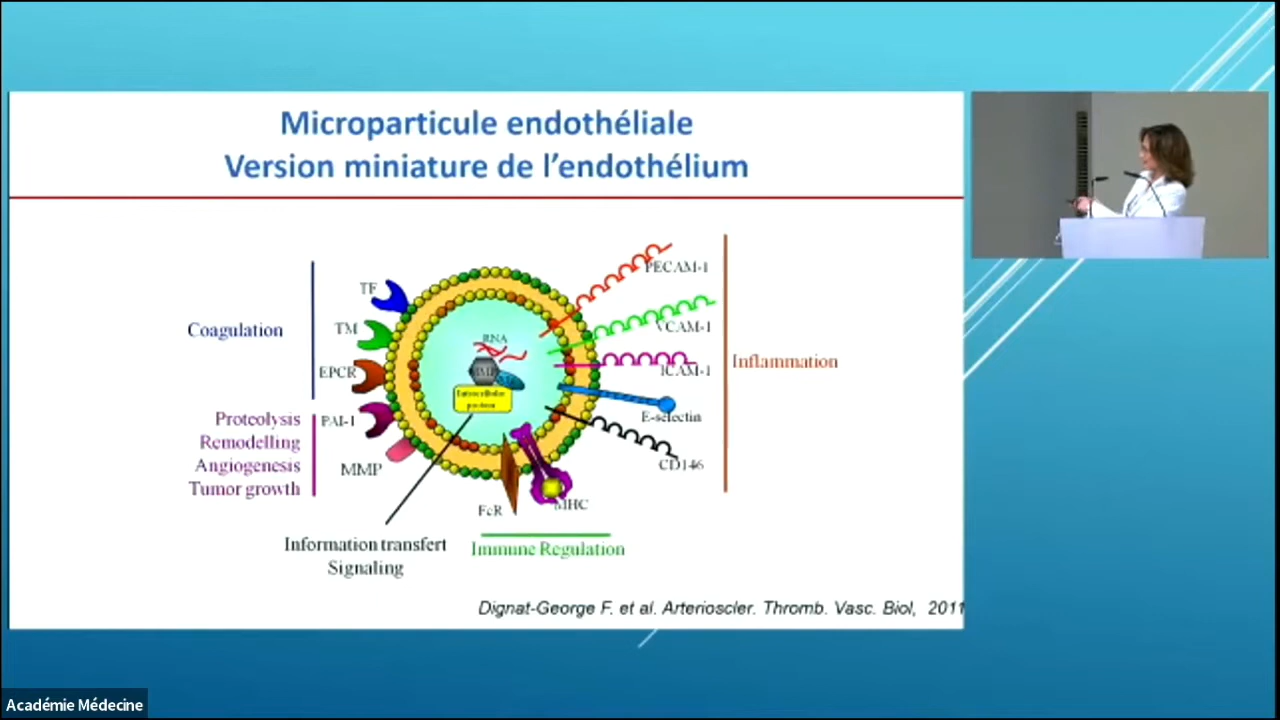 Microparticule endothéliale
Version miniature de l'endothélium
Coagulation
TF
TM
EPCR
Proteolysis
Remodelling
Angiogenesis
Tumor growth
PAI-1
MMP
RNA
Information transfert
Signaling
FcR
MHC
Immune Regulation
PECAM-1
VCAM-1
ICAM-1
E-selectin
CD146
Inflammation
Dignat-George F. et al. Arterioscler. Thromb. Vasc. Biol, 2011
Académie Médecine